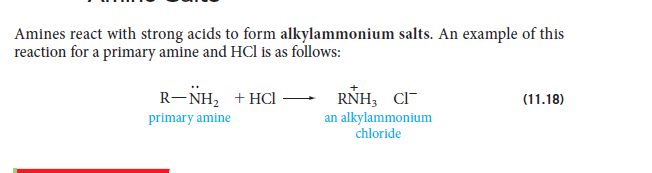 Amines react with strong acids to form alkylammonium salts. An example of this
reaction for a primary amine and HCl is as follows:
R—N̈H₂ + HCl ⟶ RN⁺H₃ Cl⁻ (11.18)
primary amine an alkylammonium
chloride